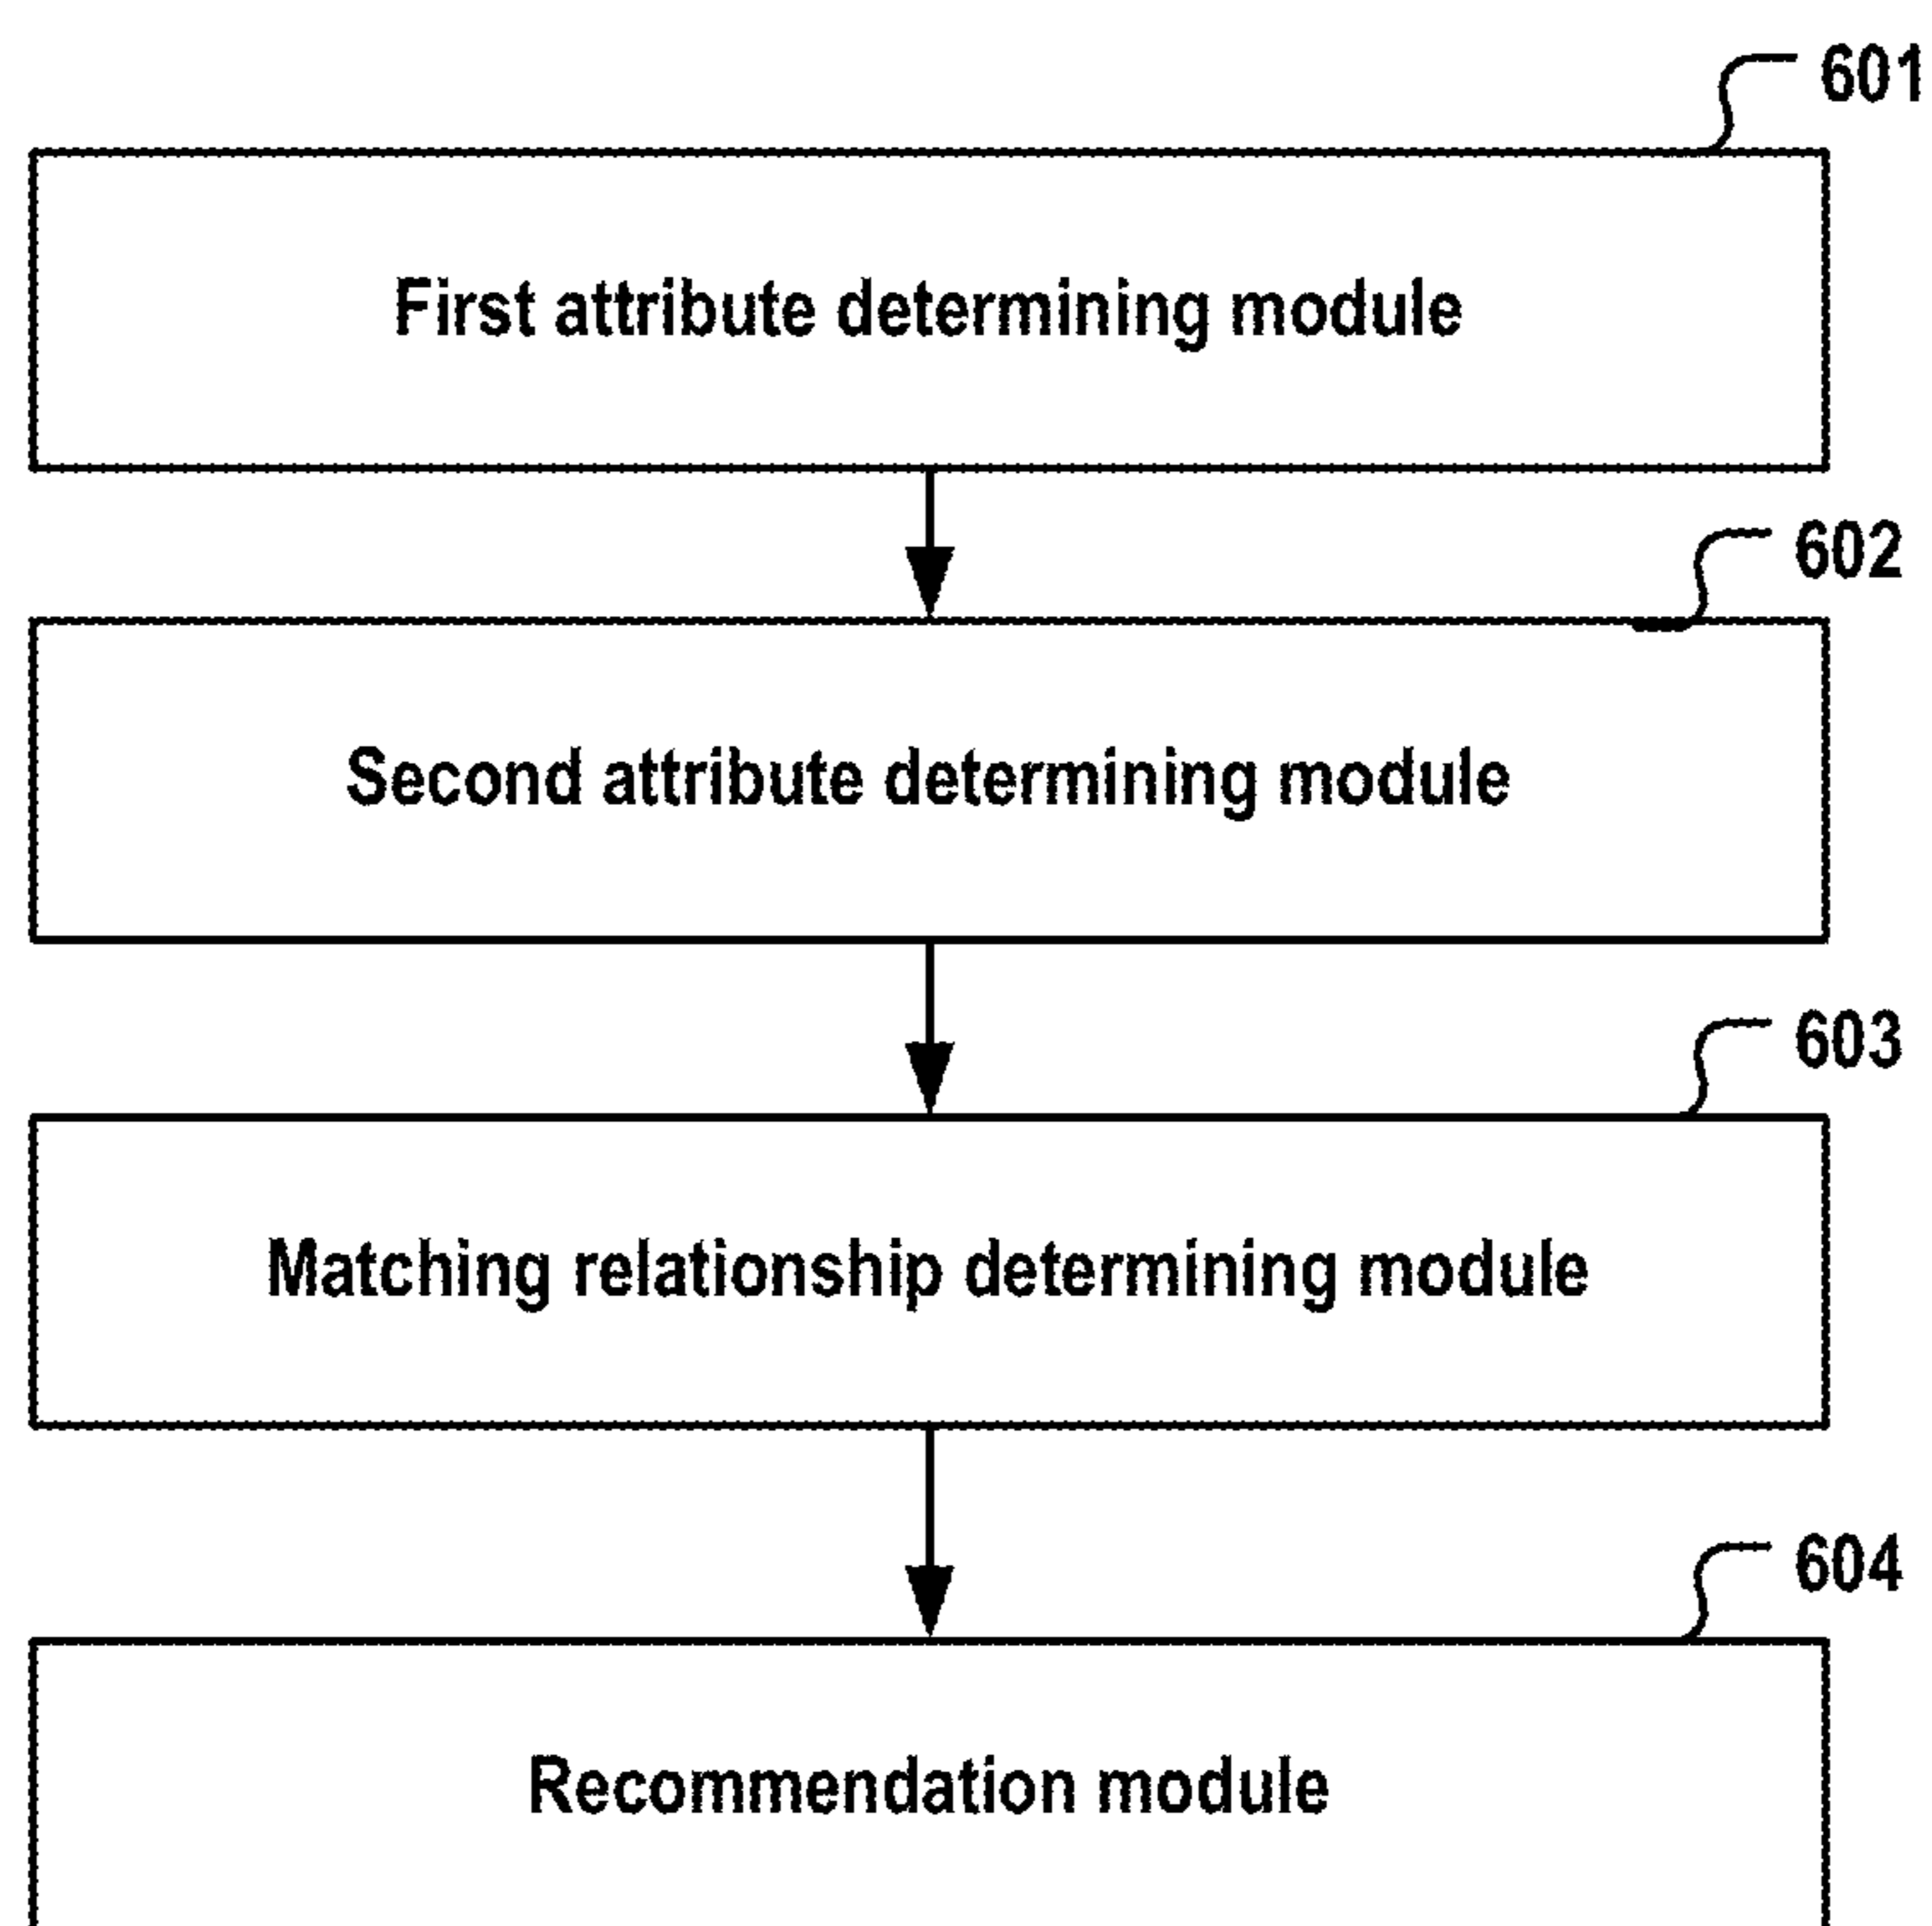 601
First attribute determining module
602
Second attribute determining module
603
Matching relationship determining module
604
Recommendation module